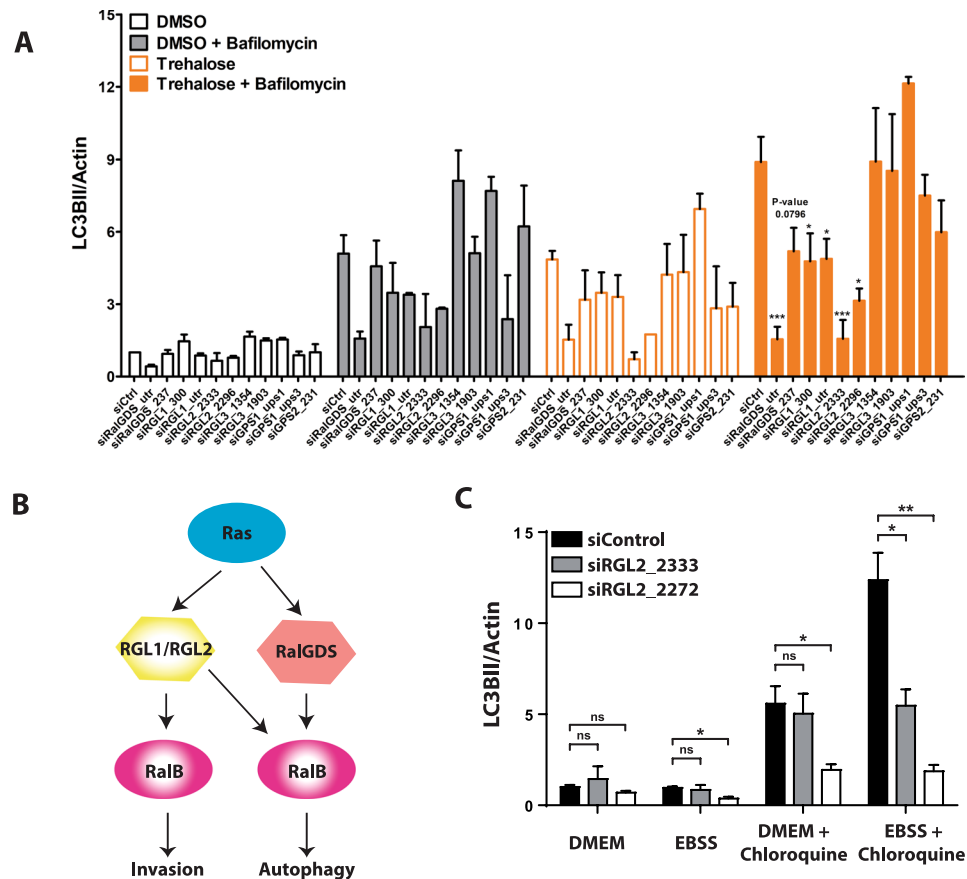 A
DMSO
DMSO + Bafilomycin
Trehalose
Trehalose + Bafilomycin
LC3BII/Actin
15
12
9
6
3
0
P-value
0.0796
***
*
*
***
*
siCtrl
siRalGDS_utr
siRalGDS_237
siRGL1_300
siRGL1_utr
siRGL2_2333
siRGL2_2296
siRGL3_1354
siRGL3_1903
siGPS1_ups1
siGPS1_ups3
siGPS2_231
siCtrl
siRalGDS_utr
siRalGDS_237
siRGL1_300
siRGL1_utr
siRGL2_2333
siRGL2_2296
siRGL3_1354
siRGL3_1903
siGPS1_ups1
siGPS1_ups3
siGPS2_231
siCtrl
siRalGDS_utr
siRalGDS_237
siRGL1_300
siRGL1_utr
siRGL2_2333
siRGL2_2296
siRGL3_1354
siRGL3_1903
siGPS1_ups1
siGPS1_ups3
siGPS2_231
siCtrl
siRalGDS_utr
siRalGDS_237
siRGL1_300
siRGL1_utr
siRGL2_2333
siRGL2_2296
siRGL3_1354
siRGL3_1903
siGPS1_ups1
siGPS1_ups3
siGPS2_231
B
Ras
RGL1/RGL2
RalGDS
RalB
RalB
Invasion
Autophagy
C
siControl
siRGL2_2333
siRGL2_2272
LC3BII/Actin
15
10
5
0
ns
ns
*
ns
*
ns
**
*
DMEM
EBSS
DMEM +
Chloroquine
EBSS +
Chloroquine